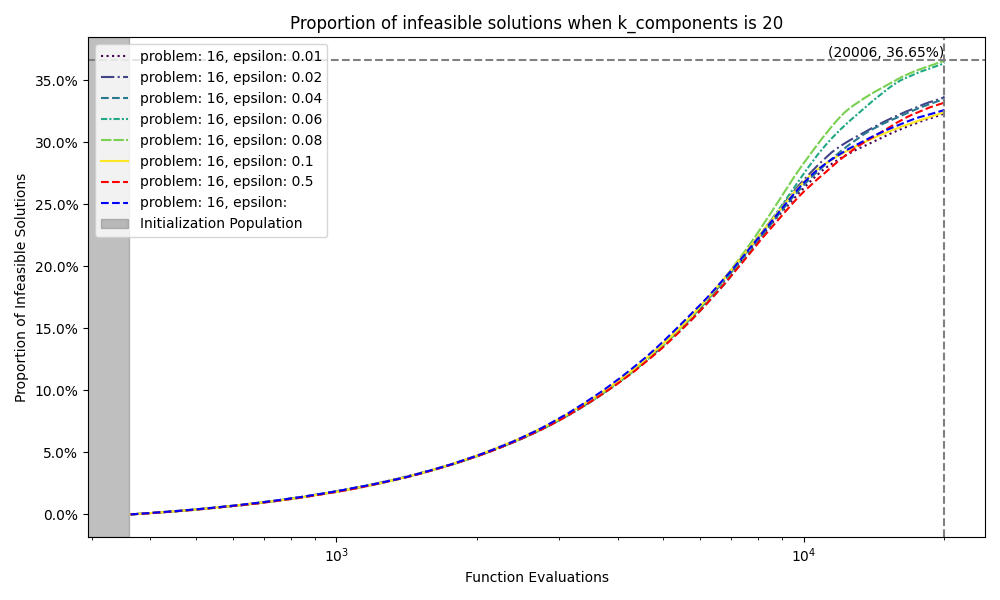 Proportion of infeasible solutions when k_components is 20
(20006, 36.65%)
problem: 16, epsilon: 0.01
problem: 16, epsilon: 0.02
problem: 16, epsilon: 0.04
problem: 16, epsilon: 0.06
problem: 16, epsilon: 0.08
problem: 16, epsilon: 0.1
problem: 16, epsilon: 0.5
problem: 16, epsilon:
Initialization Population
Proportion of Infeasible Solutions
35.0%
30.0%
25.0%
20.0%
15.0%
10.0%
5.0%
0.0%
10³ 10⁴
Function Evaluations